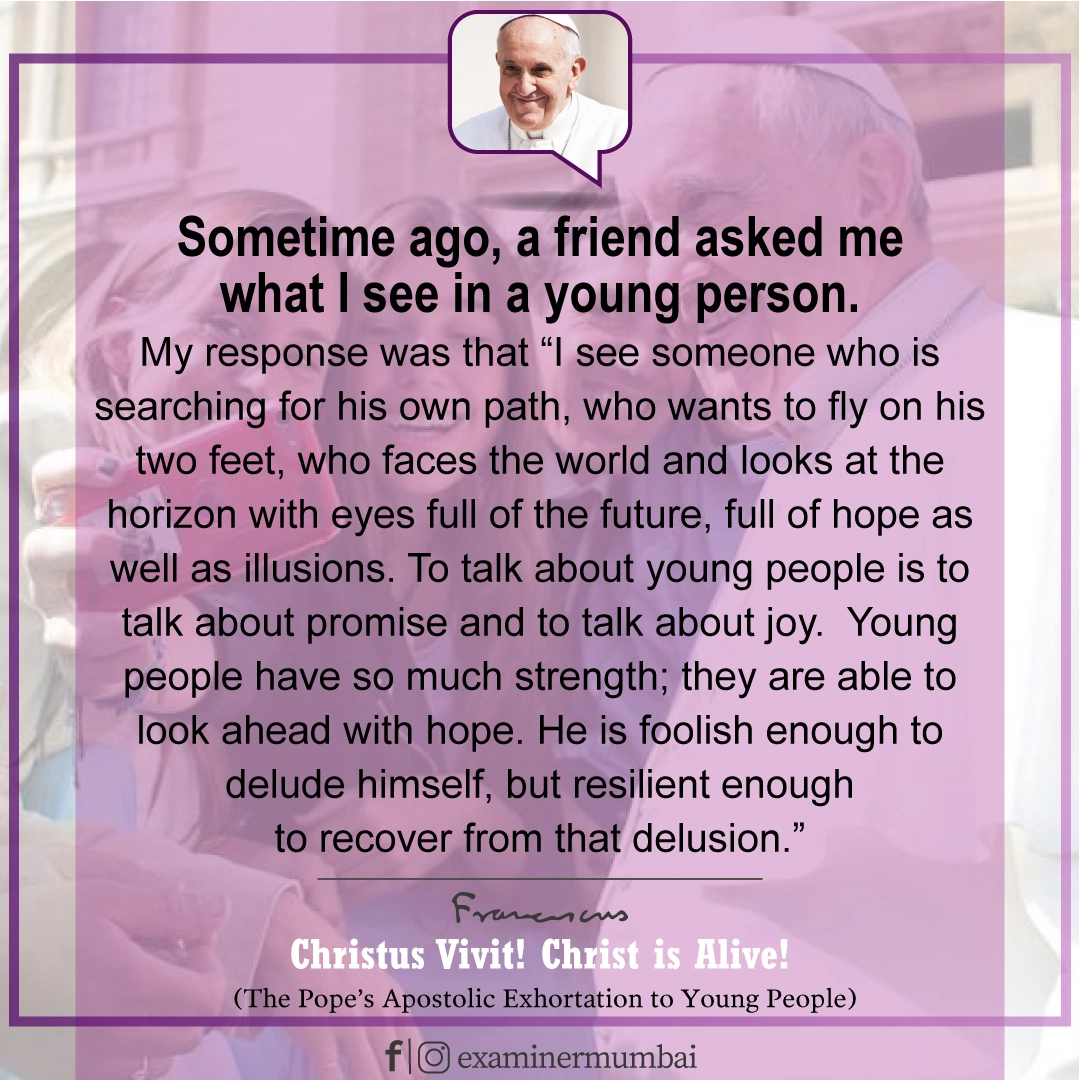 Sometime ago, a friend asked me
what I see in a young person.
My response was that “I see someone who is
searching for his own path, who wants to fly on his
two feet, who faces the world and looks at the
horizon with eyes full of the future, full of hope as
well as illusions. To talk about young people is to
talk about promise and to talk about joy.  Young
people have so much strength; they are able to
look ahead with hope. He is foolish enough to
delude himself, but resilient enough
to recover from that delusion.”
Franciscus
Christus Vivit! Christ is Alive!
(The Pope’s Apostolic Exhortation to Young People)
f examinermumbai